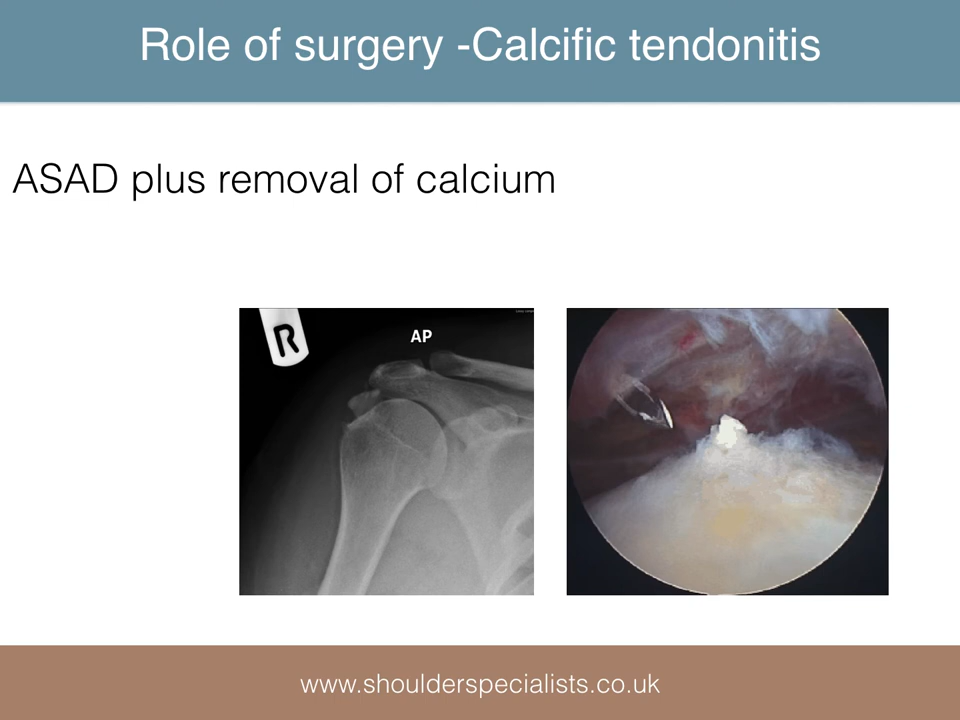 Role of surgery -Calcific tendonitis
ASAD plus removal of calcium
R
AP
www.shoulderspecialists.co.uk